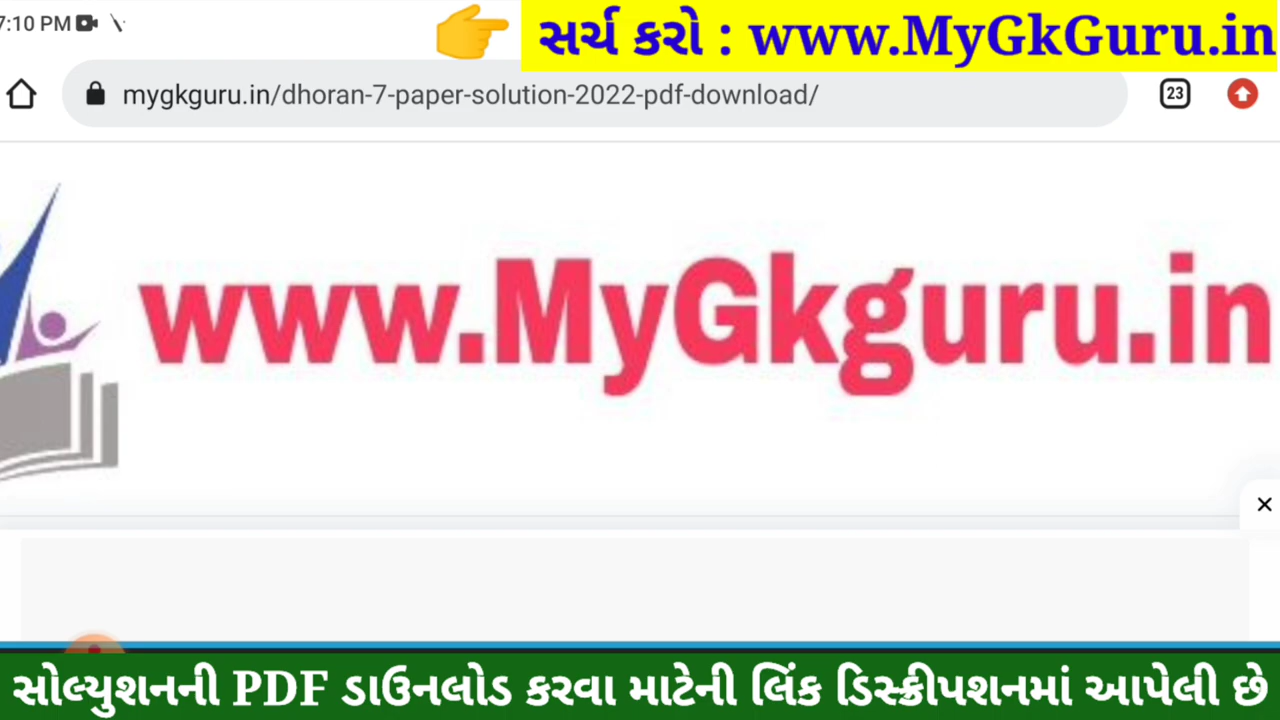 7:10 PM
સર્ચ કરો : www.MyGkGuru.in
mygkguru.in/dhoran-7-paper-solution-2022-pdf-download/
23
www.MyGkguru.in
સોલ્યુશનની PDF ડાઉનલોડ કરવા માટેની લિંક ડિસ્ક્રીપશનમાં આપેલી છે